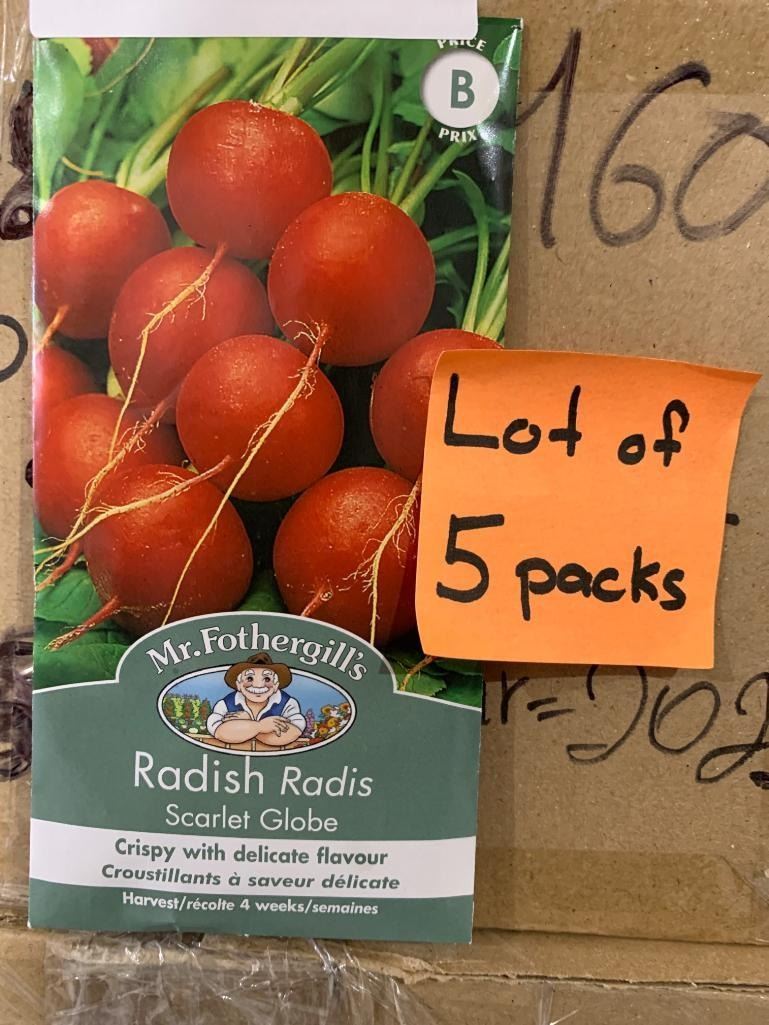 PRICE
B
PRIX
160
Lot of
5 packs
Mr. Fothergill's
Radish Radis
Scarlet Globe
Crispy with delicate flavour
Croustillants à saveur délicate
Harvest/récolte 4 weeks/semaines